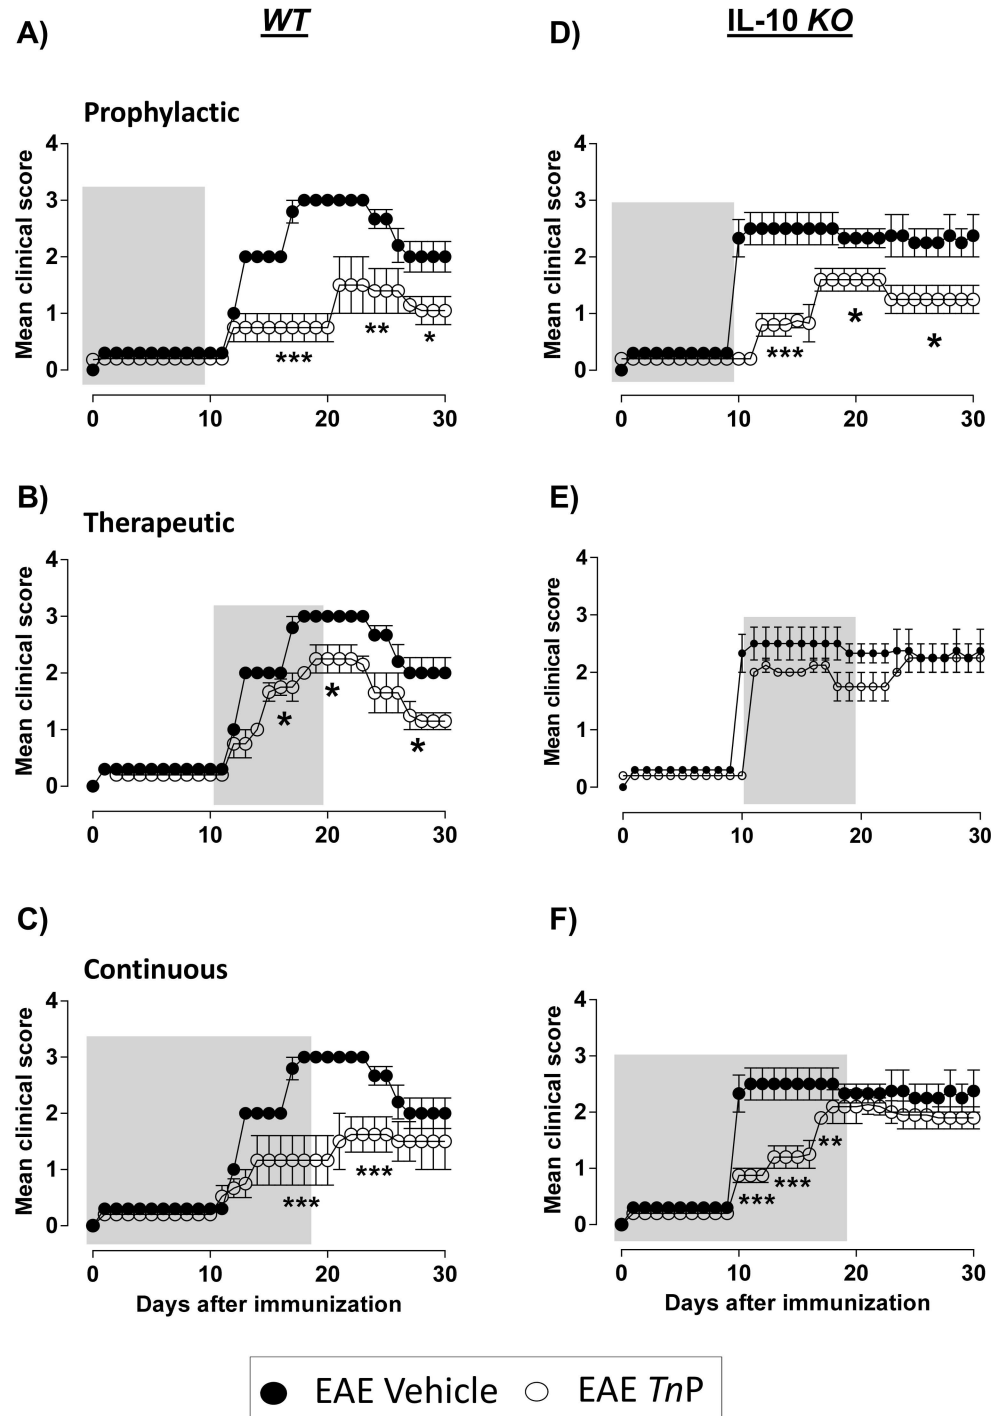 WT
IL-10 KO
A)
D)
Prophylactic
Mean clinical score
4
3
2
1
0
***
**
*
0 10 20 30
Mean clinical score
4
3
2
1
0
***
*
*
0 10 20 30
B)
E)
Therapeutic
Mean clinical score
4
3
2
1
0
*
*
*
0 10 20 30
Mean clinical score
4
3
2
1
0
0 10 20 30
C)
F)
Continuous
Mean clinical score
4
3
2
1
0
***
***
0 10 20 30
Days after immunization
Mean clinical score
4
3
2
1
0
***
***
**
0 10 20 30
Days after immunization
EAE Vehicle
EAE TnP